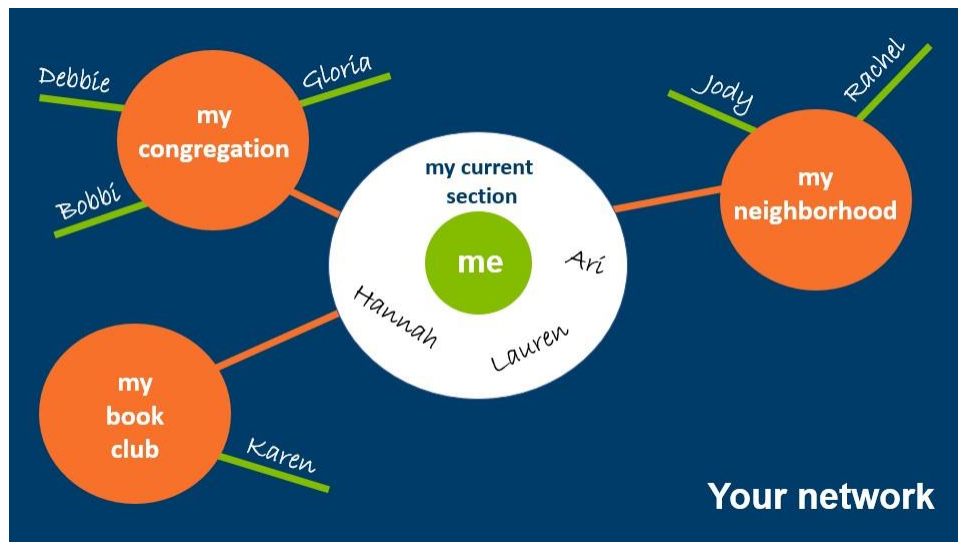 Debbie
Gloria
my
congregation
Bobbi
my current
section
me
Ari
Hannah
Lauren
Jody
Rachel
my
neighborhood
my
book
club
Karen
Your network